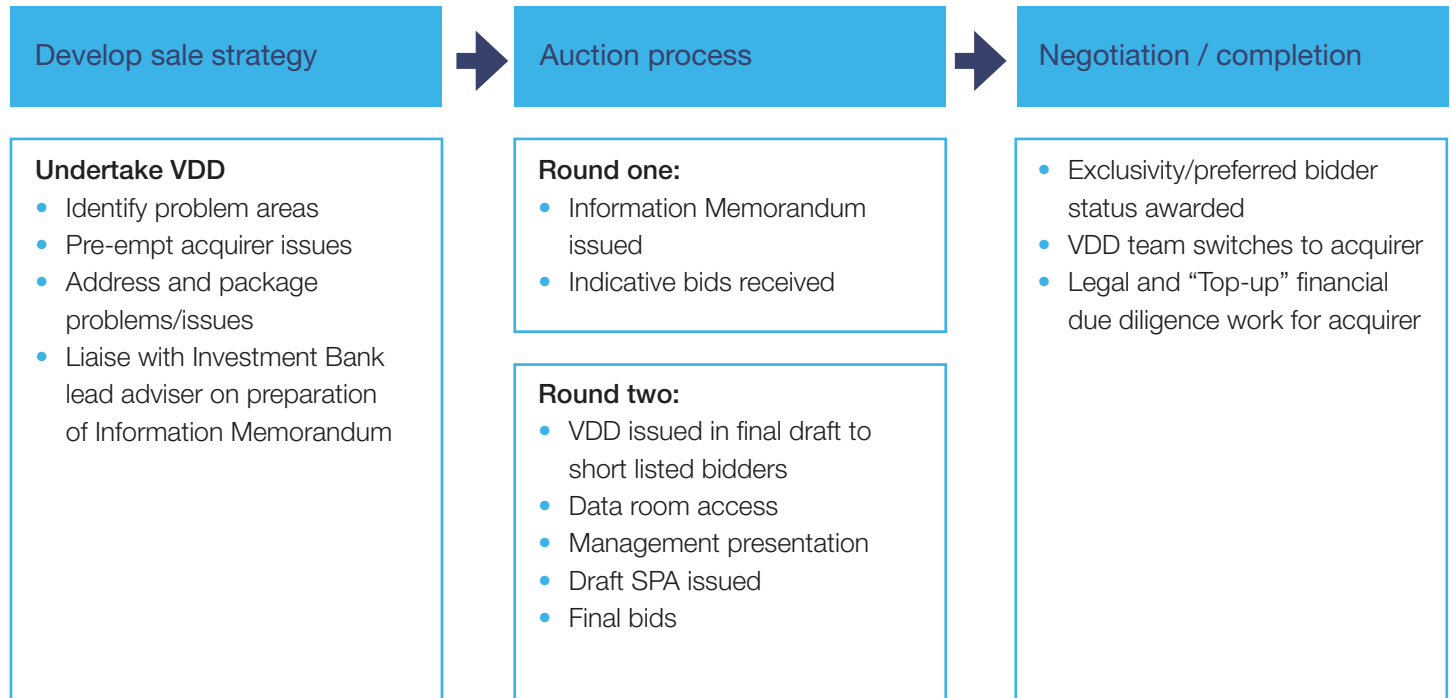 Develop sale strategy
Auction process
Negotiation / completion
Undertake VDD
• Identify problem areas
• Pre-empt acquirer issues
• Address and package
problems/issues
• Liaise with Investment Bank
lead adviser on preparation
of Information Memorandum
Round one:
• Information Memorandum
issued
• Indicative bids received
Round two:
• VDD issued in final draft to
short listed bidders
• Data room access
• Management presentation
• Draft SPA issued
• Final bids
• Exclusivity/preferred bidder
status awarded
• VDD team switches to acquirer
• Legal and “Top-up” financial
due diligence work for acquirer